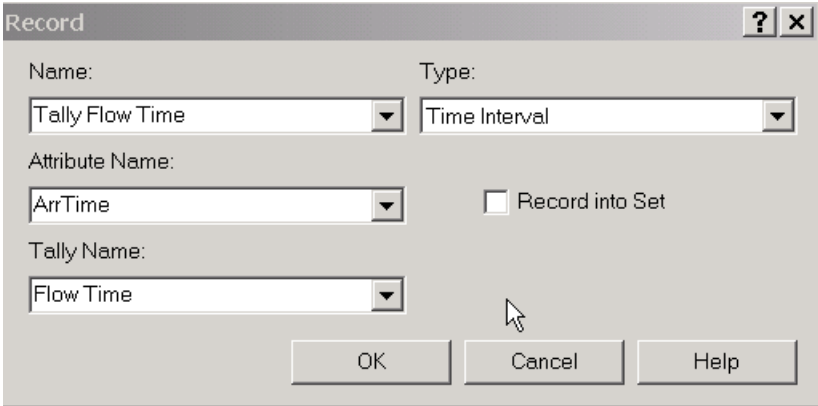 Record
Name: Type:
Tally Flow Time Time Interval
Attribute Name:
ArrTime Record into Set
Tally Name:
Flow Time
OK Cancel Help